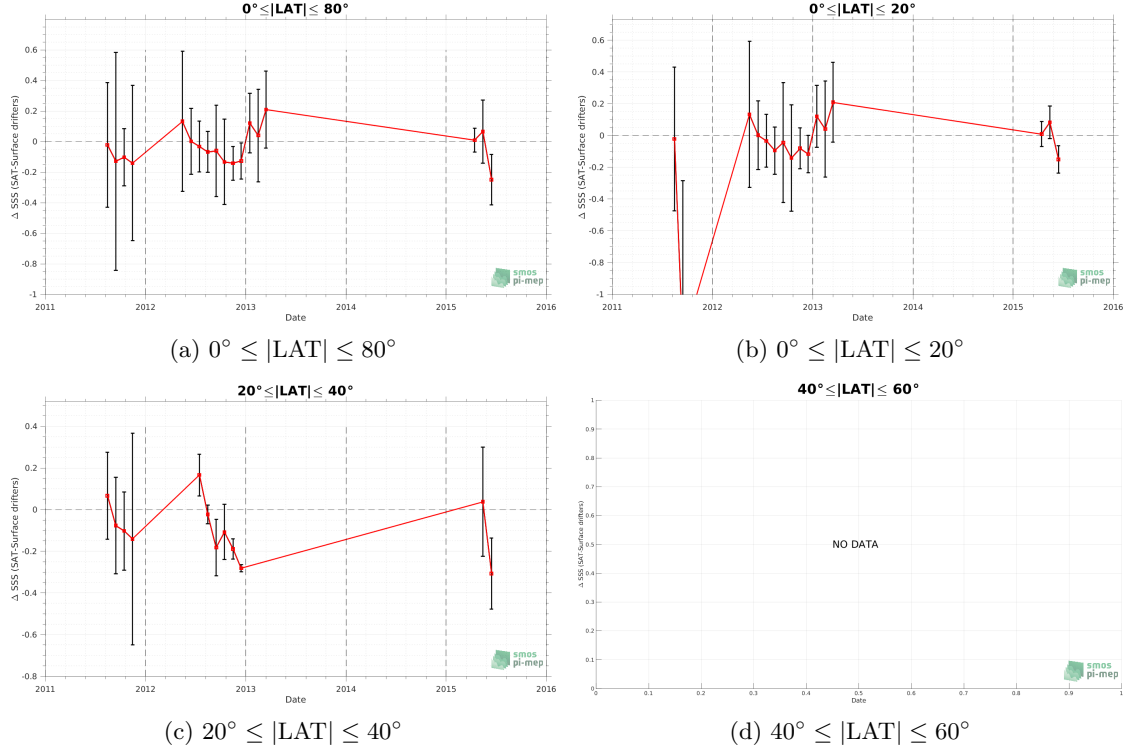 0°≤|LAT|≤ 80°
Δ SSS (SAT-Surface drifters)
0.6
0.4
0.2
0
-0.2
-0.4
-0.6
-0.8
-1
2011 2012 2013 2014 2015 2016
Date
smos
pi-mep
(a) 0° ≤ |LAT| ≤ 80°
0°≤|LAT|≤ 20°
Δ SSS (SAT-Surface drifters)
0.6
0.4
0.2
0
-0.2
-0.4
-0.6
-0.8
-1
2011 2012 2013 2014 2015 2016
Date
smos
pi-mep
(b) 0° ≤ |LAT| ≤ 20°
20°≤|LAT|≤ 40°
Δ SSS (SAT-Surface drifters)
0.4
0.2
0
-0.2
-0.4
-0.6
-0.8
2011 2012 2013 2014 2015 2016
Date
smos
pi-mep
(c) 20° ≤ |LAT| ≤ 40°
40°≤|LAT|≤ 60°
Δ SSS (SAT-Surface drifters)
1
0.9
0.8
0.7
0.6
0.5
0.4
0.3
0.2
0.1
0
NO DATA
0 0.1 0.2 0.3 0.4 0.5 0.6 0.7 0.8 0.9 1
Date
smos
pi-mep
(d) 40° ≤ |LAT| ≤ 60°